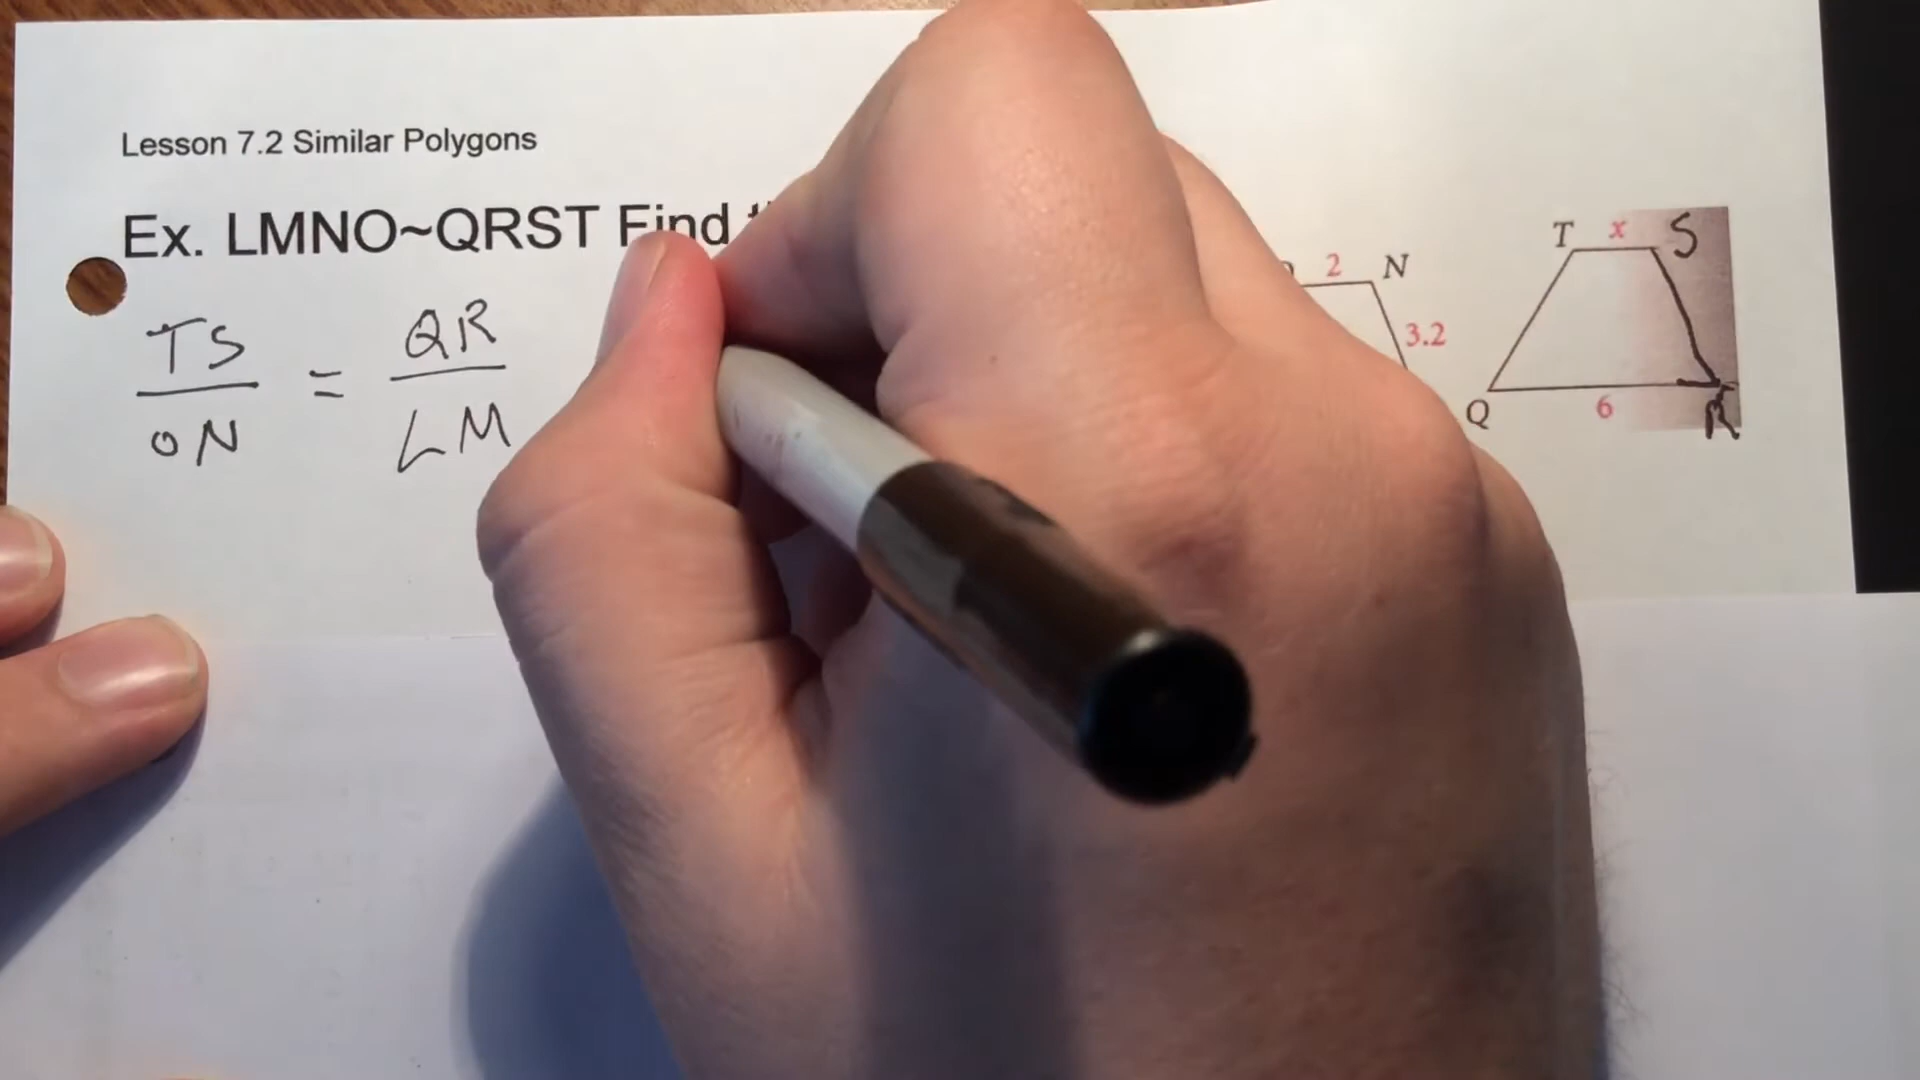 Lesson 7.2 Similar Polygons
Ex. LMNO~QRST Find
TS
ON
=
QR
LM
2
N
3.2
T
x
S
Q
6
R